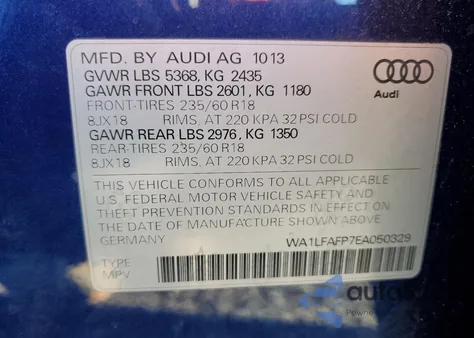 MFD. BY AUDI AG 1013
GVWR LBS 5368, KG 2435
GAWR FRONT LBS 2601, KG 1180
FRONT-TIRES 235/60 R18
8JX18 RIMS, AT 220 KPA 32 PSI COLD
GAWR REAR LBS 2976, KG 1350
REAR-TIRES 235/60 R18
8JX18 RIMS, AT 220 KPA 32 PSI COLD
Audi
THIS VEHICLE CONFORMS TO ALL APPLICABLE
U.S. FEDERAL MOTOR VEHICLE SAFETY AND
THEFT PREVENTION STANDARDS IN EFFECT ON
THE DATE OF MANUFACTURE SHOWN ABOVE.
GERMANY WA1LFAFP7EA050329
TYPE
MPV